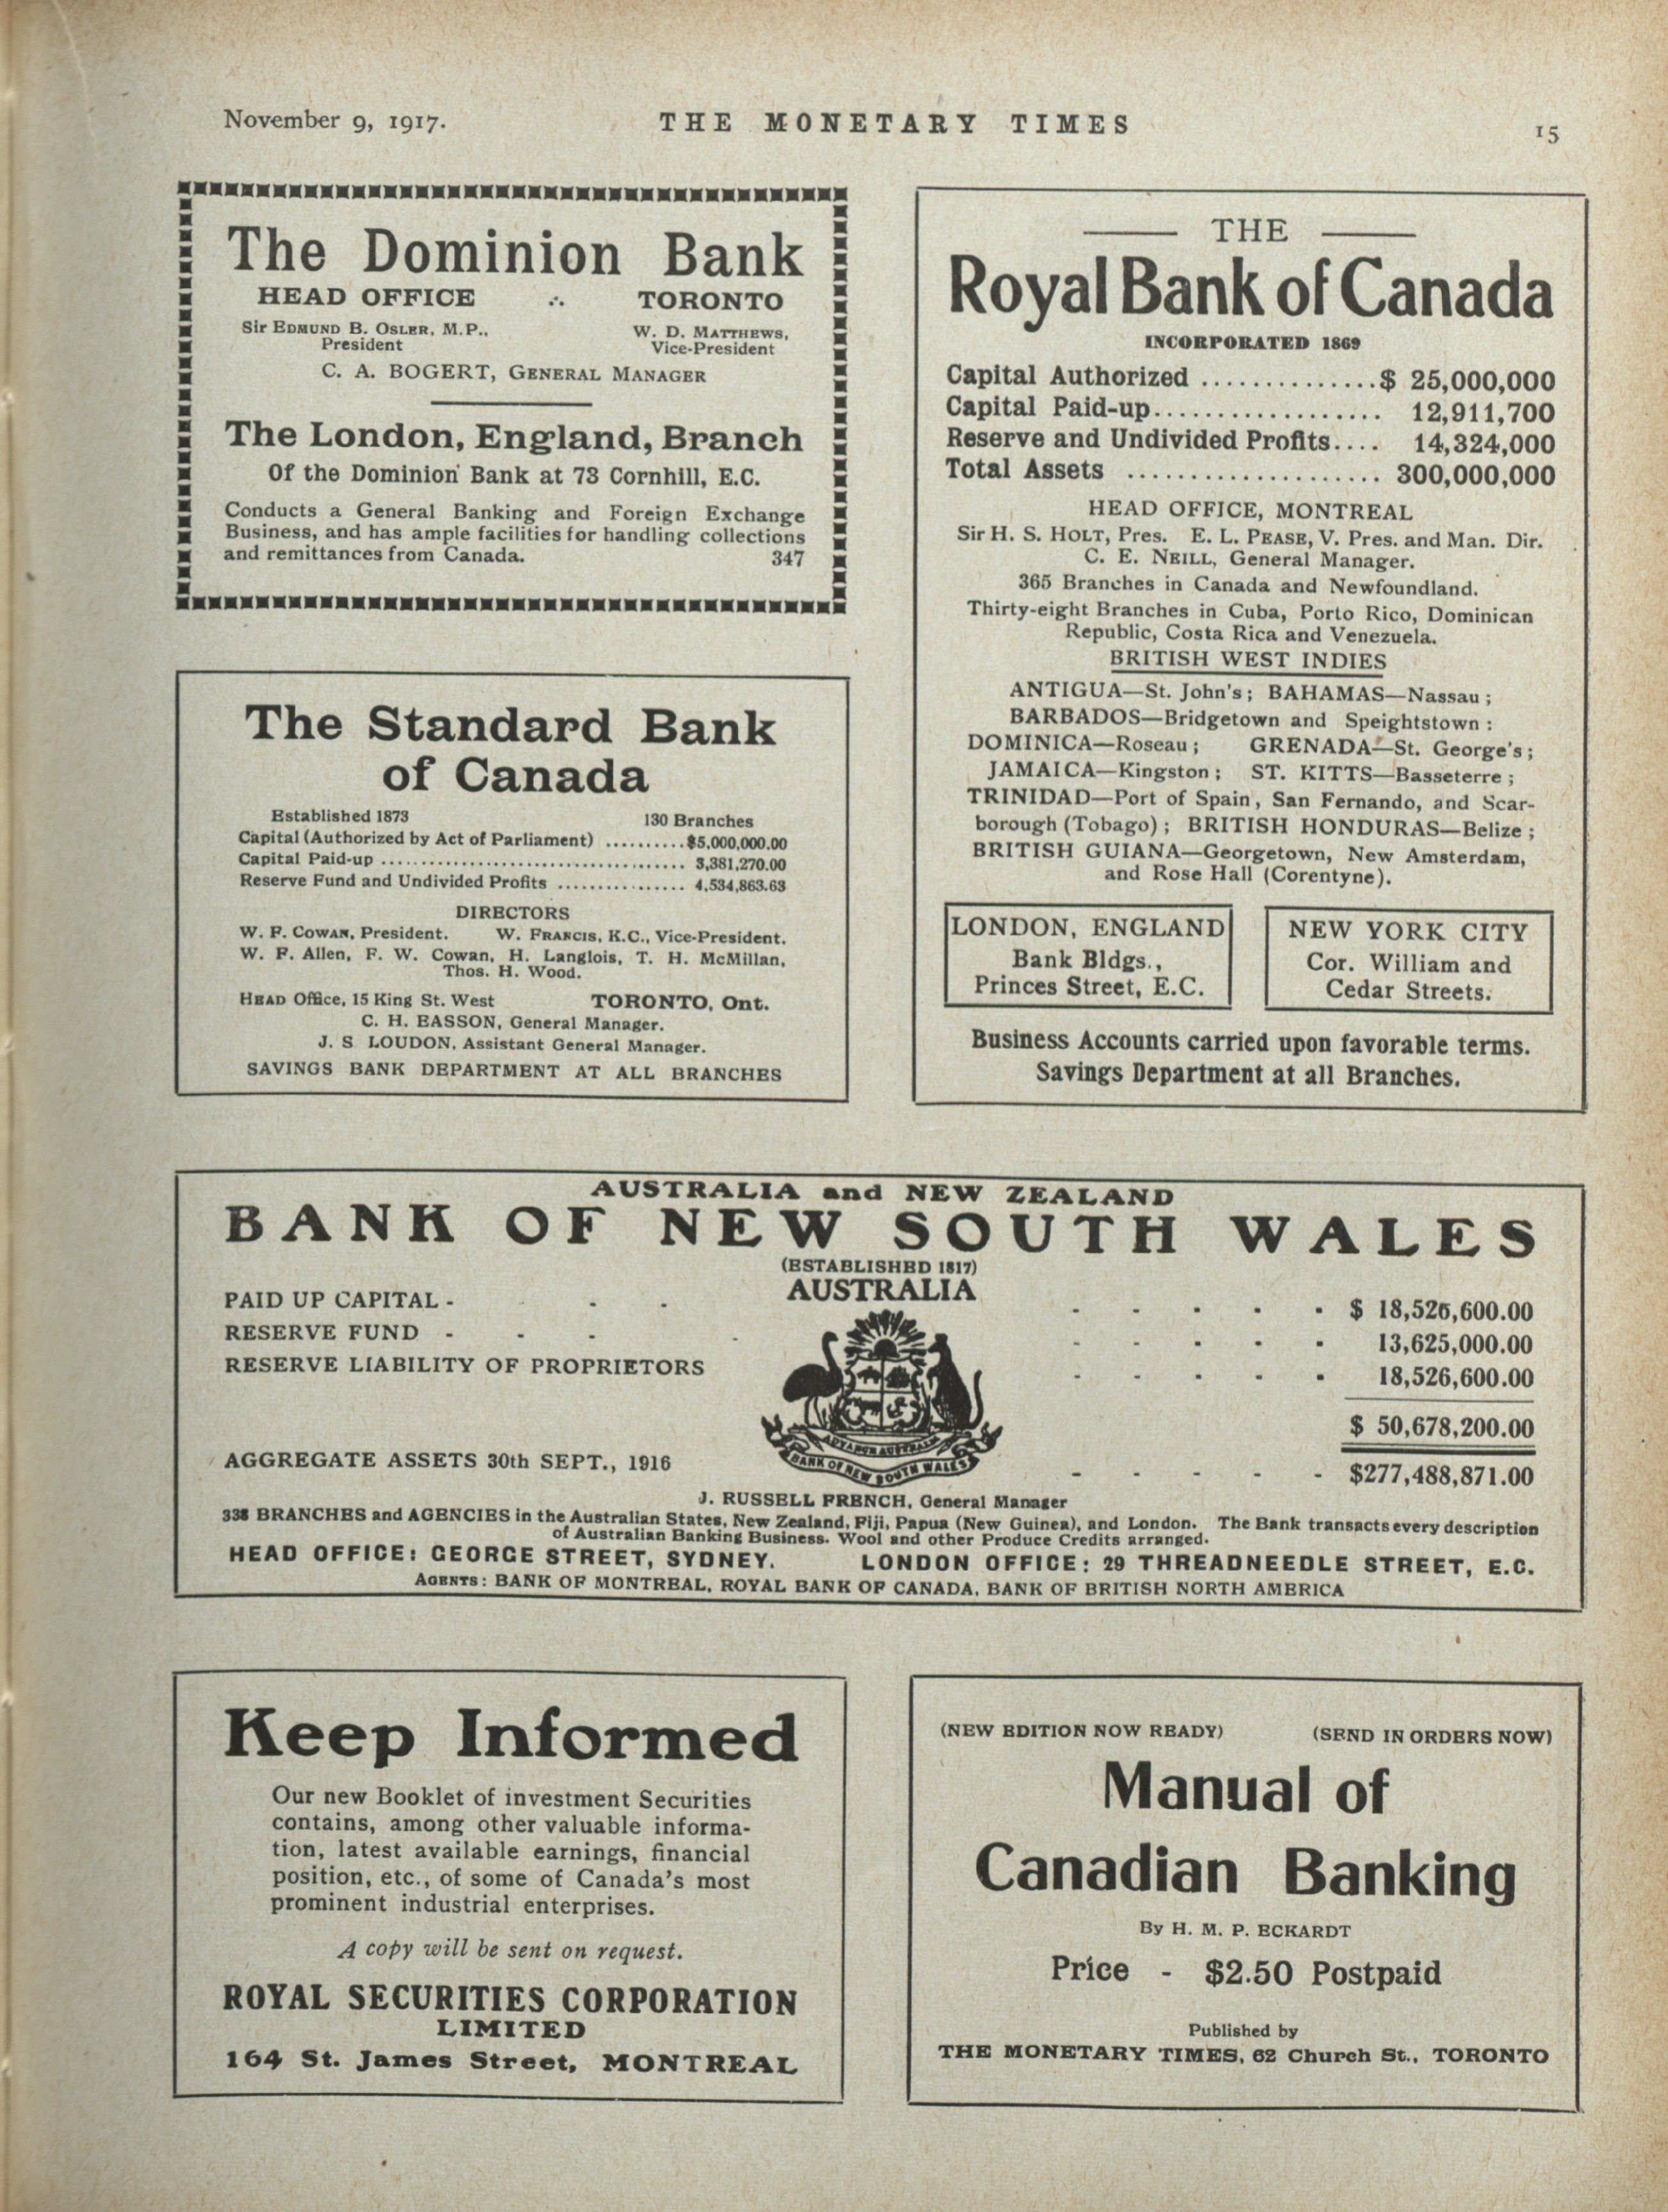 November 9, 1917.
THE MONETARY TIMES
15
The Dominion Bank
HEAD OFFICE ∴ TORONTO
Sir EDMUND B. OSLER, M.P., President
W. D. MATTHEWS, Vice-President
C. A. BOGERT, GENERAL MANAGER
The London, England, Branch
Of the Dominion Bank at 73 Cornhill, E.C.
Conducts a General Banking and Foreign Exchange
Business, and has ample facilities for handling collections
and remittances from Canada. 347
The Standard Bank
of Canada
Established 1873 130 Branches
Capital (Authorized by Act of Parliament) ..........$5,000,000.00
Capital Paid-up ...................................... 3,381,270.00
Reserve Fund and Undivided Profits ................ 4,534,863.63
DIRECTORS
W. F. COWAN, President. W. FRANCIS, K.C., Vice-President.
W. F. Allen, F. W. Cowan, H. Langlois, T. H. McMillan,
Thos. H. Wood.
HEAD Office, 15 King St. West TORONTO, Ont.
C. H. EASSON, General Manager.
J. S LOUDON, Assistant General Manager.
SAVINGS BANK DEPARTMENT AT ALL BRANCHES
THE
Royal Bank of Canada
INCORPORATED 1869
Capital Authorized ..............$ 25,000,000
Capital Paid-up.................. 12,911,700
Reserve and Undivided Profits.... 14,324,000
Total Assets .................... 300,000,000
HEAD OFFICE, MONTREAL
Sir H. S. HOLT, Pres. E. L. PEASE, V. Pres. and Man. Dir.
C. E. NEILL, General Manager.
365 Branches in Canada and Newfoundland.
Thirty-eight Branches in Cuba, Porto Rico, Dominican
Republic, Costa Rica and Venezuela.
BRITISH WEST INDIES
ANTIGUA—St. John's; BAHAMAS—Nassau;
BARBADOS—Bridgetown and Speightstown:
DOMINICA—Roseau; GRENADA—St. George's;
JAMAICA—Kingston; ST. KITTS—Basseterre;
TRINIDAD—Port of Spain, San Fernando, and Scar-
borough (Tobago); BRITISH HONDURAS—Belize;
BRITISH GUIANA—Georgetown, New Amsterdam,
and Rose Hall (Corentyne).
LONDON, ENGLAND
Bank Bldgs.,
Princes Street, E.C.
NEW YORK CITY
Cor. William and
Cedar Streets.
Business Accounts carried upon favorable terms.
Savings Department at all Branches.
AUSTRALIA and NEW ZEALAND
BANK OF NEW SOUTH WALES
(ESTABLISHED 1817)
AUSTRALIA
PAID UP CAPITAL - - - - - - - - $ 18,526,600.00
RESERVE FUND - - - - - - - - - 13,625,000.00
RESERVE LIABILITY OF PROPRIETORS - - - - - 18,526,600.00
$ 50,678,200.00
AGGREGATE ASSETS 30th SEPT., 1916 - - - - - $277,488,871.00
ADVANCE AUSTRALIA
BANK OF NEW SOUTH WALES
J. RUSSELL FRENCH, General Manager
338 BRANCHES and AGENCIES in the Australian States, New Zealand, Fiji, Papua (New Guinea), and London. The Bank transacts every description
of Australian Banking Business. Wool and other Produce Credits arranged.
HEAD OFFICE: GEORGE STREET, SYDNEY. LONDON OFFICE: 29 THREADNEEDLE STREET, E.C.
AGENTS: BANK OF MONTREAL, ROYAL BANK OF CANADA, BANK OF BRITISH NORTH AMERICA
Keep Informed
Our new Booklet of investment Securities
contains, among other valuable informa-
tion, latest available earnings, financial
position, etc., of some of Canada's most
prominent industrial enterprises.
A copy will be sent on request.
ROYAL SECURITIES CORPORATION
LIMITED
164 St. James Street, MONTREAL
(NEW EDITION NOW READY) (SEND IN ORDERS NOW)
Manual of
Canadian Banking
By H. M. P. ECKARDT
Price - $2.50 Postpaid
Published by
THE MONETARY TIMES, 62 Church St., TORONTO